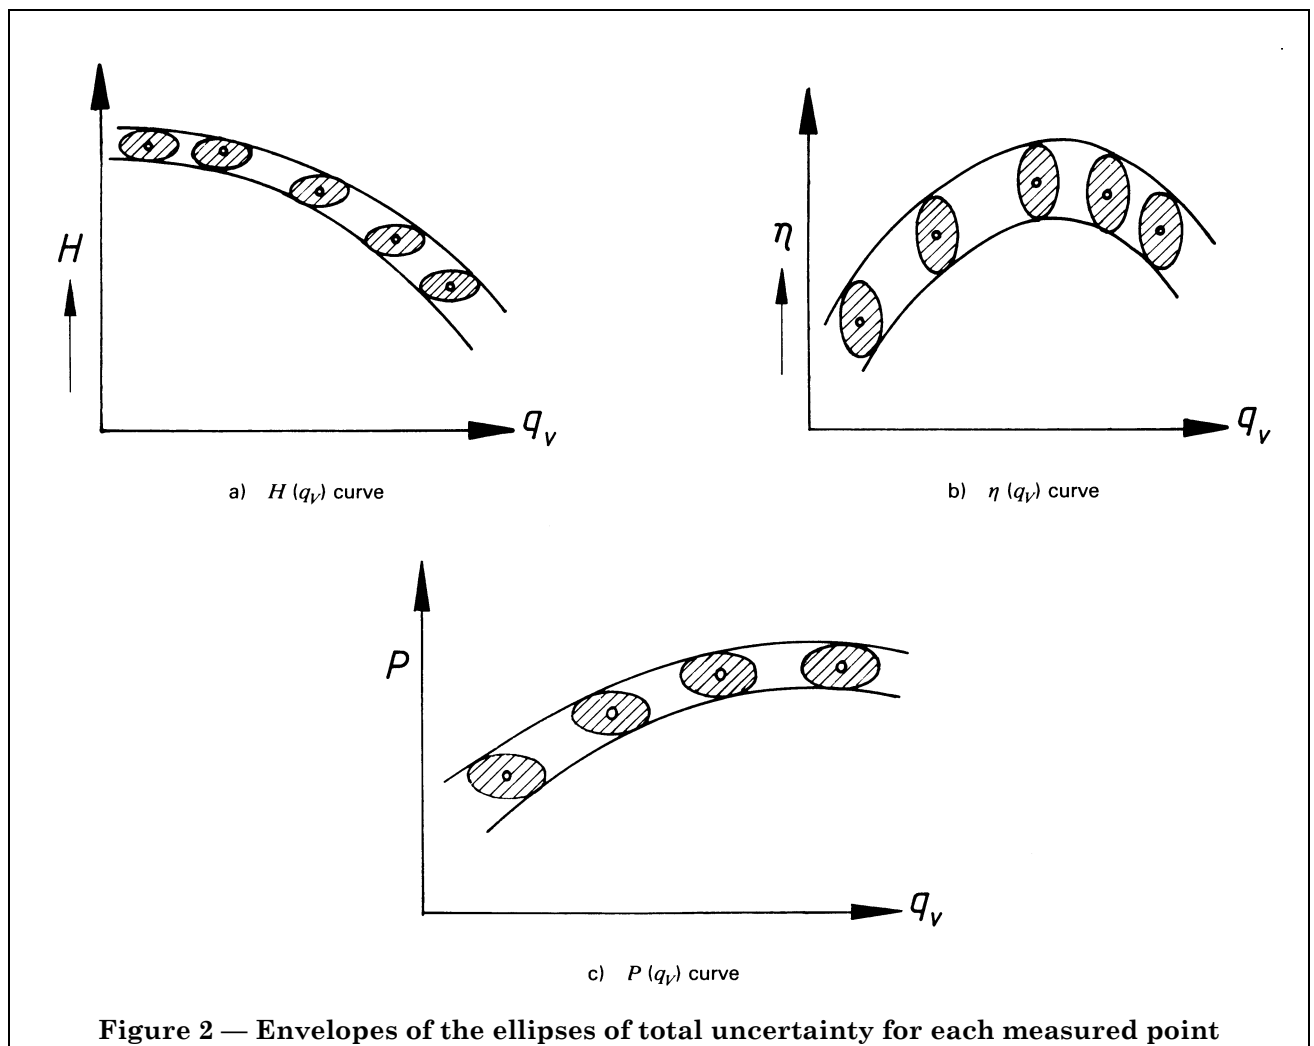 H
q_v
a) H (q_V) curve
η
q_v
b) η (q_V) curve
P
q_v
c) P (q_V) curve
Figure 2 — Envelopes of the ellipses of total uncertainty for each measured point